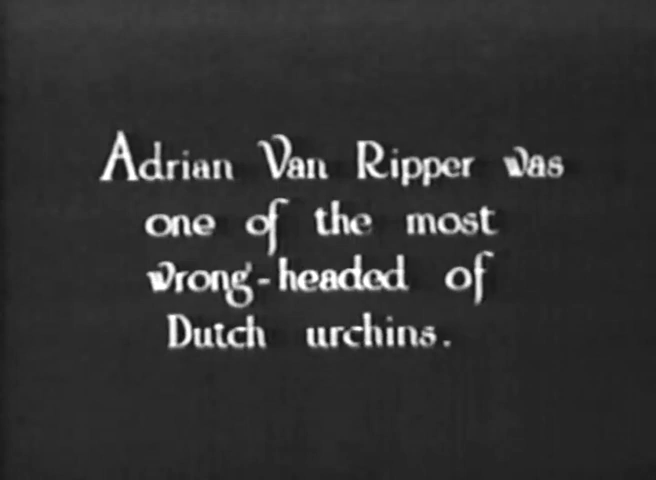 Adrian Van Ripper was
one of the most
wrong-headed of
Dutch urchins.